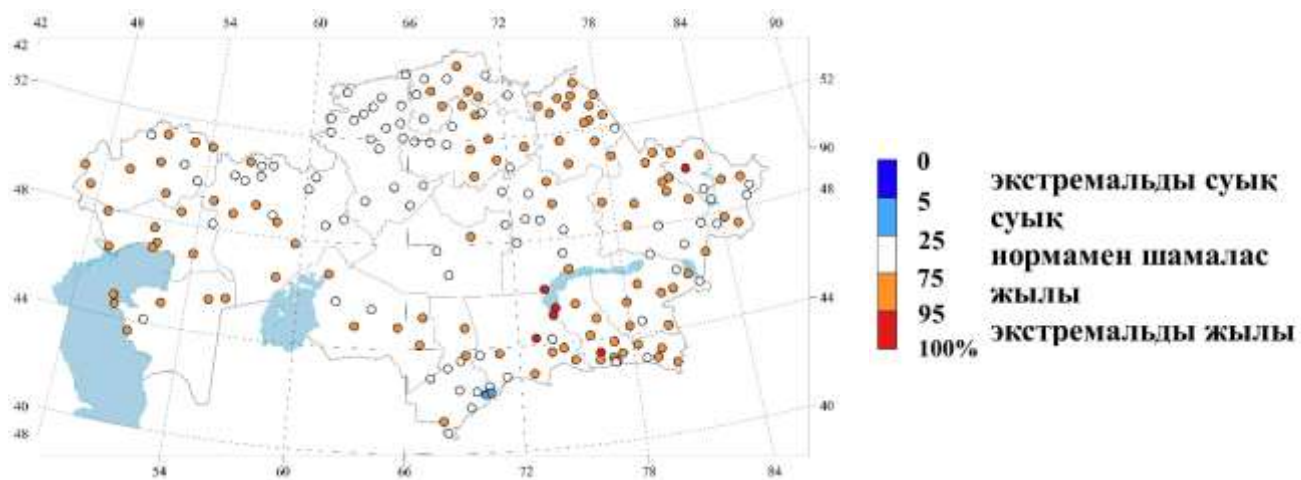 42 48 54 60 66 72 78 84 90
42
52 52
90
48 48
44 44
40 40
48
54 60 66 72 78 84
0
5
25
75
95
100%
экстремальды суық
суық
нормамен шамалас
жылы
экстремальды жылы